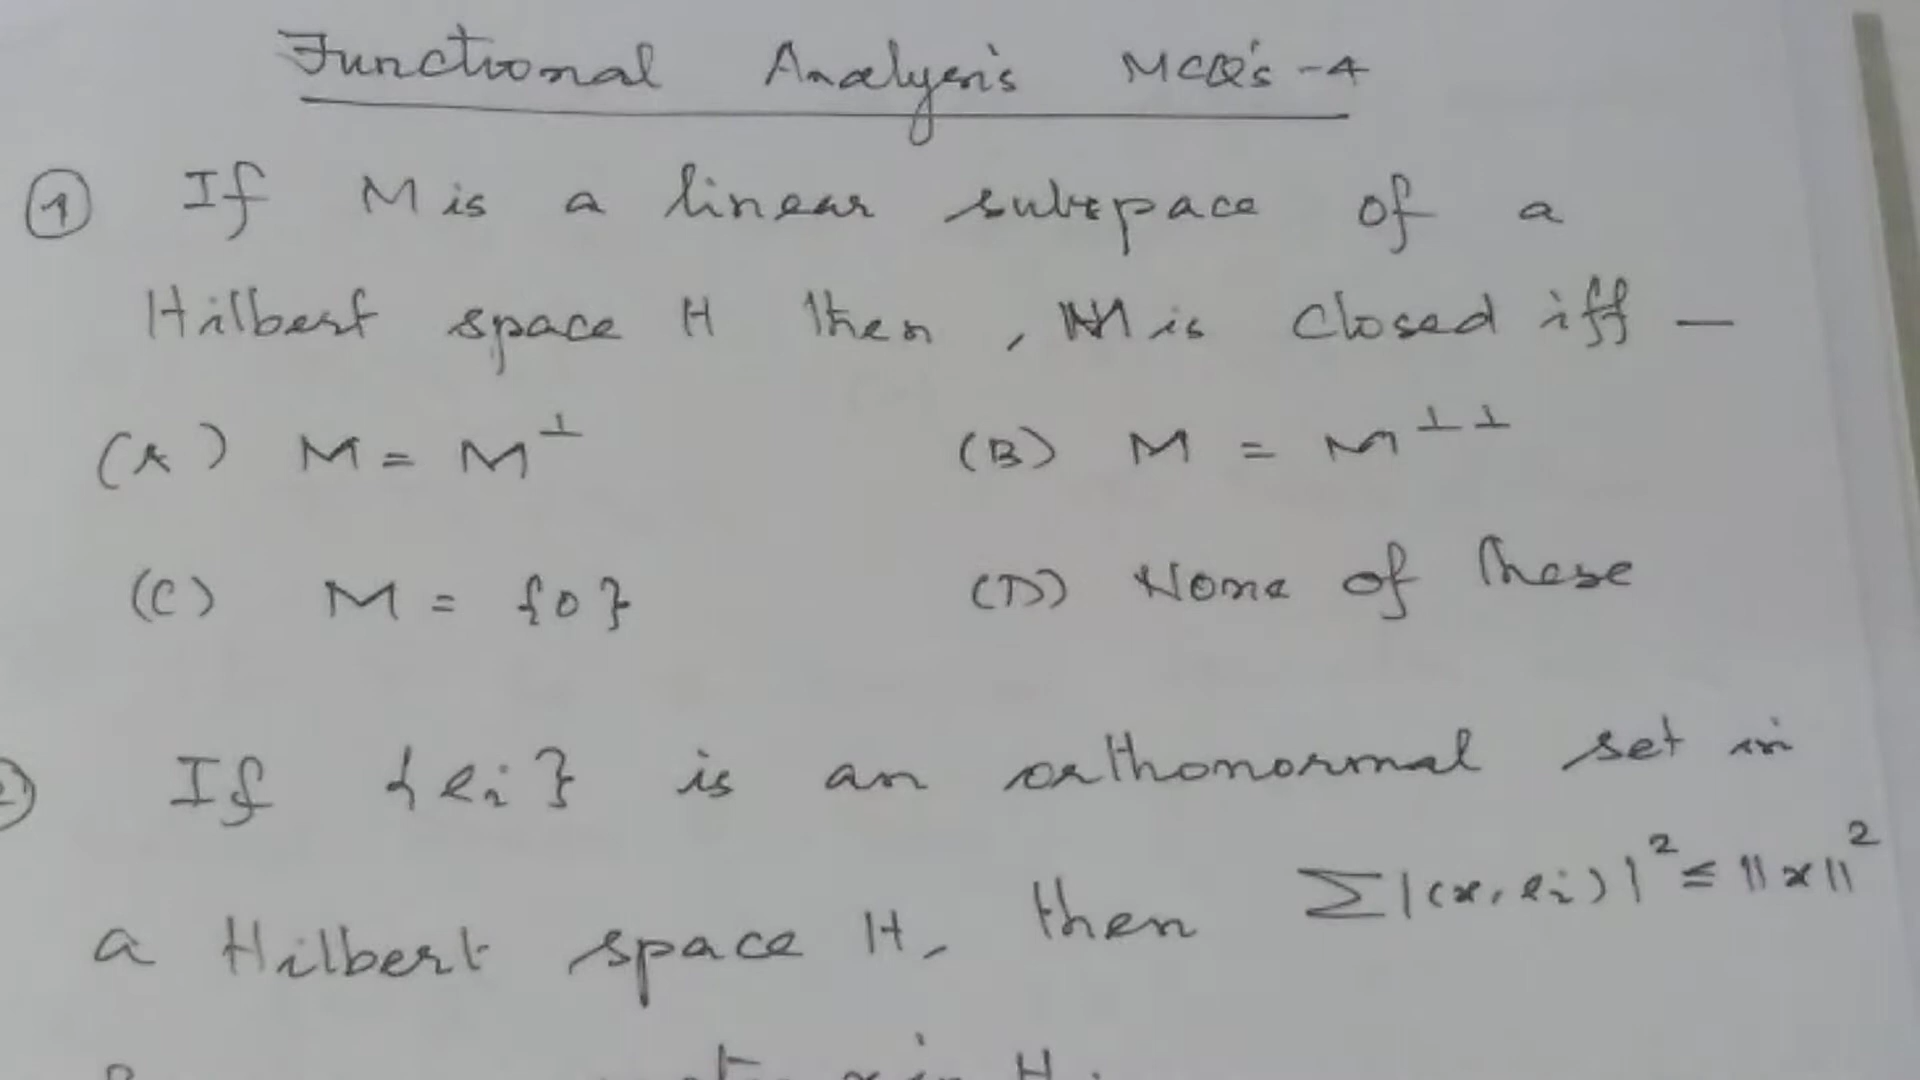 Functional Analysis MCQ's -4
① If M is a linear subspace of a
Hilbert space H then, M is closed iff —
(A) M = M^⊥ (B) M = M^⊥⊥
(C) M = {0} (D) None of these
If {e_i} is an orthonormal set in
a Hilbert space H, then Σ|(x, e_i)|² ≤ ||x||²
x in H.